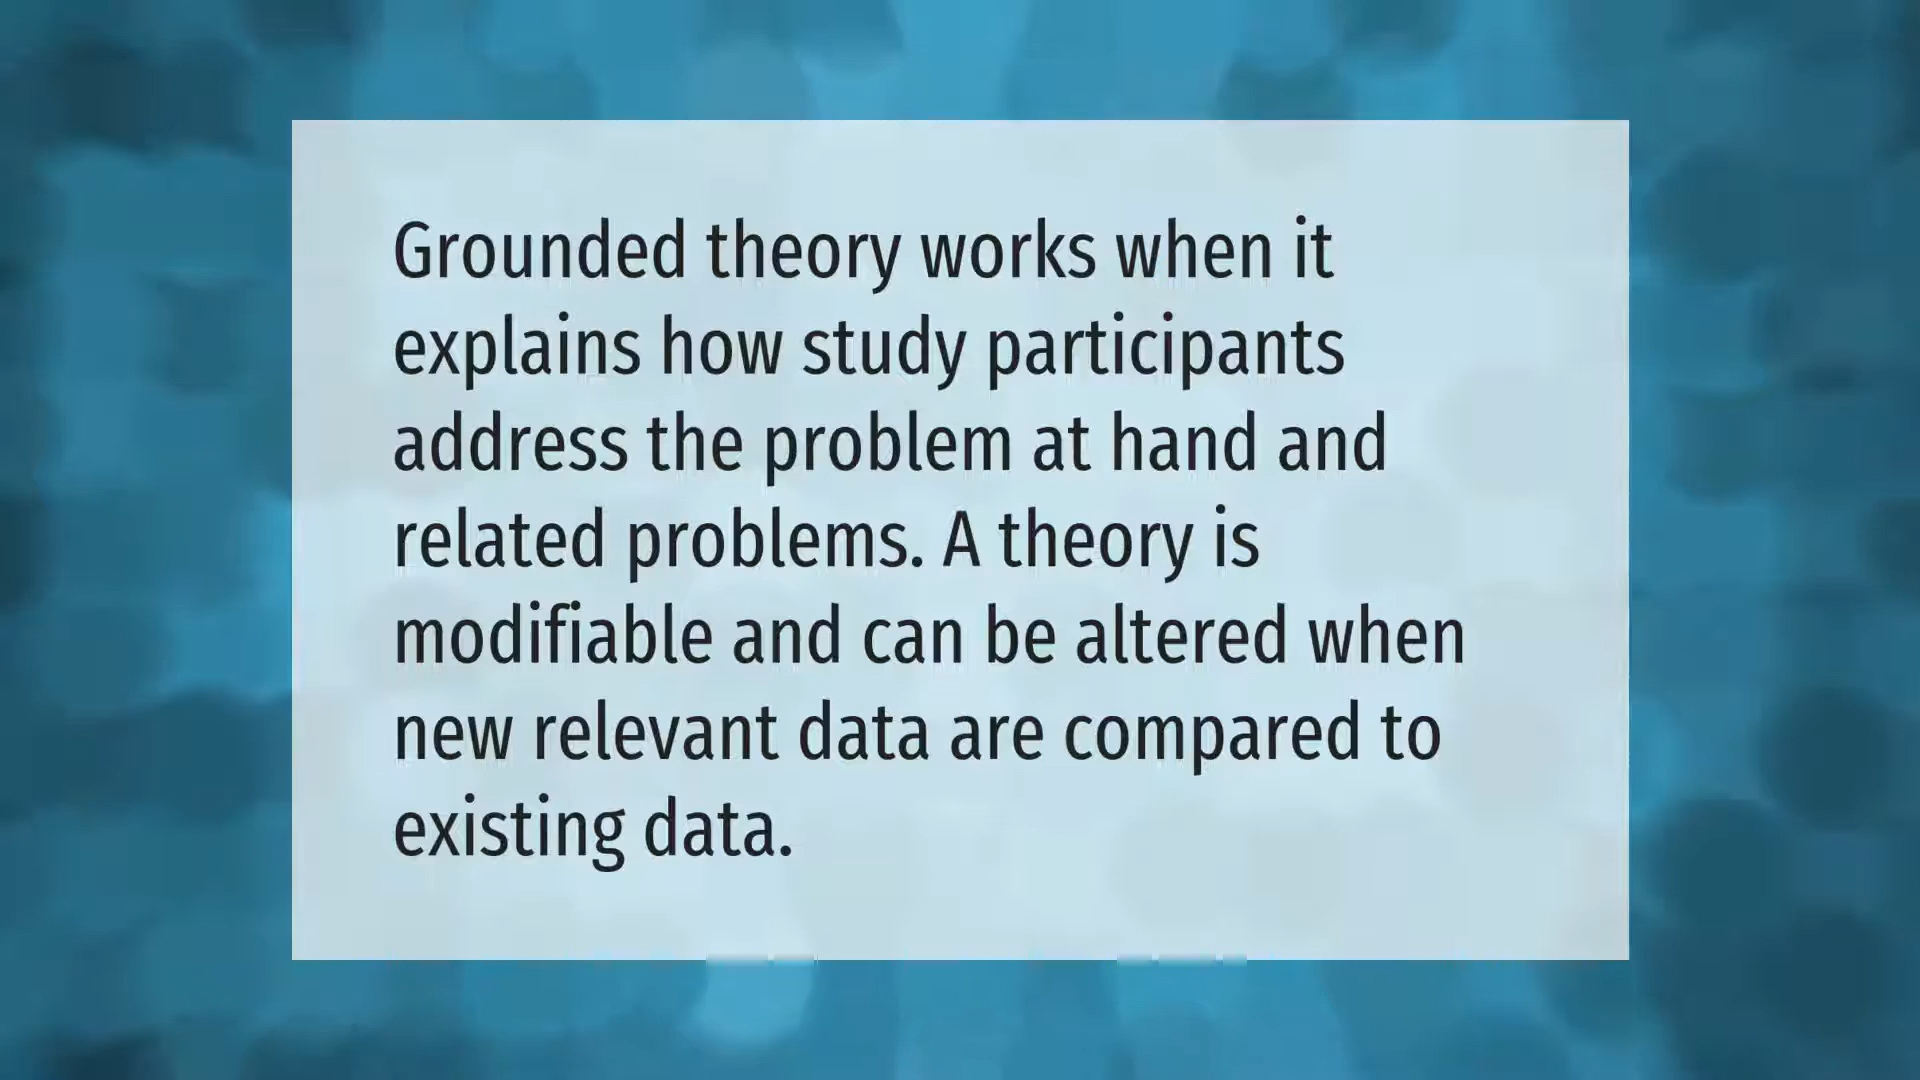 Grounded theory works when it
explains how study participants
address the problem at hand and
related problems. A theory is
modifiable and can be altered when
new relevant data are compared to
existing data.